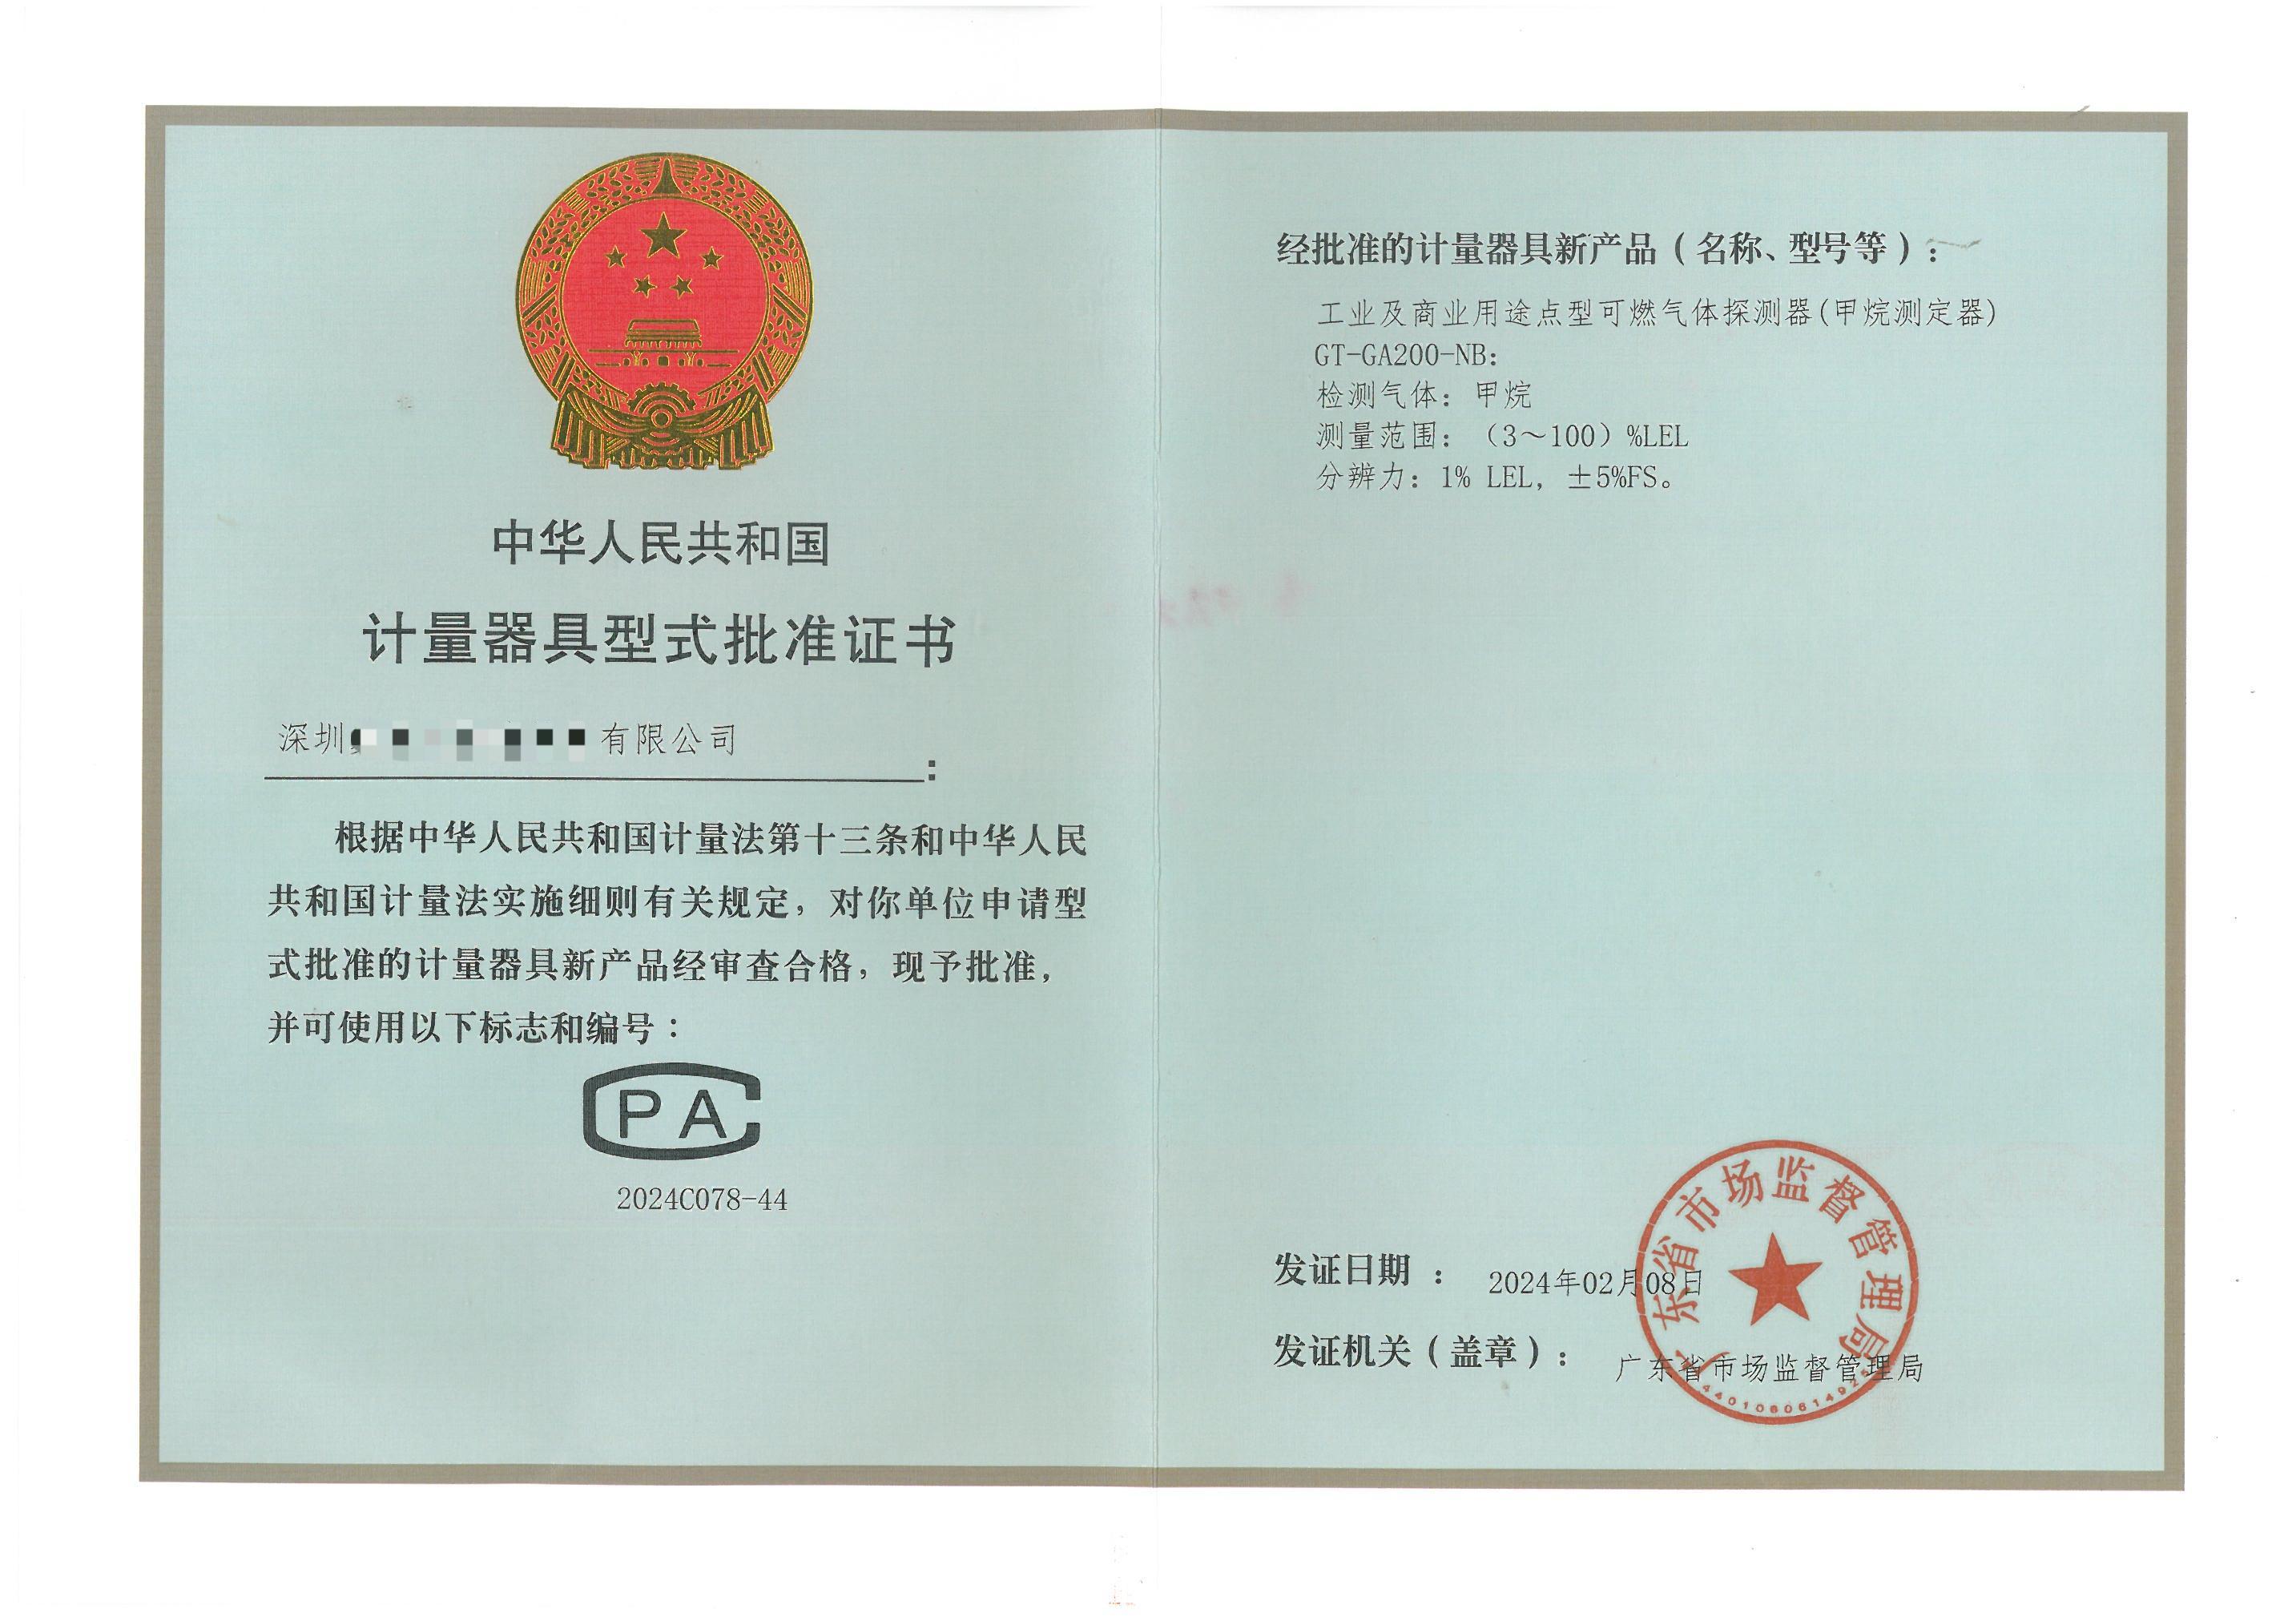 中华人民共和国
计量器具型式批准证书
深圳 有限公司
:
根据中华人民共和国计量法第十三条和中华人民
共和国计量法实施细则有关规定，对你单位申请型
式批准的计量器具新产品经审查合格，现予批准，
并可使用以下标志和编号：
CPA
2024C078-44
经批准的计量器具新产品（名称、型号等）：
工业及商业用途点型可燃气体探测器(甲烷测定器)
GT-GA200-NB:
检测气体：甲烷
测量范围：（3～100）%LEL
分辨力：1% LEL，±5%FS。
发证日期：2024年02月08日
发证机关（盖章）：广东省市场监督管理局
广东省市场监督管理局